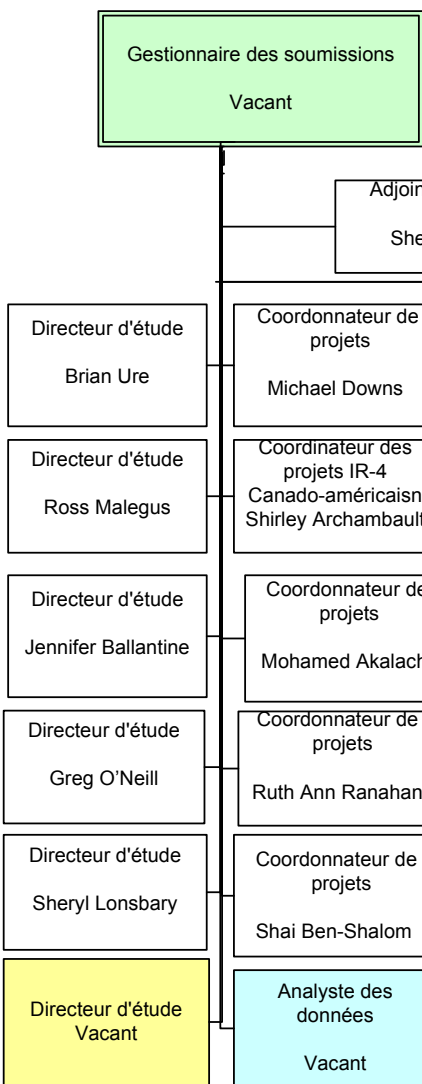 Gestionnaire des soumissions
Vacant
Directeur d'étude
Brian Ure
Coordonnateur de
projets
Michael Downs
Directeur d'étude
Ross Malegus
Coordinateur des
projets IR-4
Canado-américaisn
Shirley Archambault
Directeur d'étude
Jennifer Ballantine
Coordonnateur de
projets
Mohamed
Directeur d'étude
Greg O'Neill
Coordonnateur de
projets
Ruth Ann Ranahan
Directeur d'étude
Sheryl Lonsbary
Coordonnateur de
projets
Shai Ben-Shalom
Directeur d'étude
Vacant
Analyste des
données
Vacant